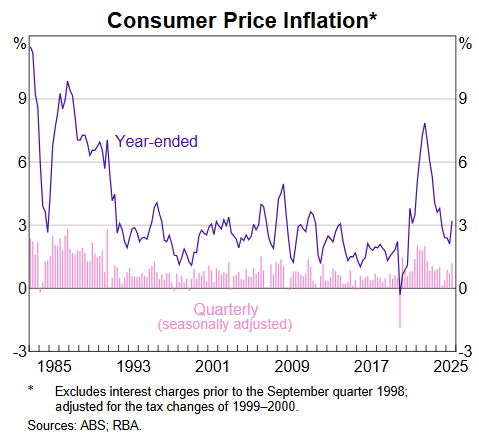 Consumer Price Inflation*
% %
9 9
6 6
Year-ended
3 3
0 0
Quarterly
(seasonally adjusted)
-3 -3
1985 1993 2001 2009 2017 2025
* Excludes interest charges prior to the September quarter 1998;
adjusted for the tax changes of 1999–2000.
Sources: ABS; RBA.